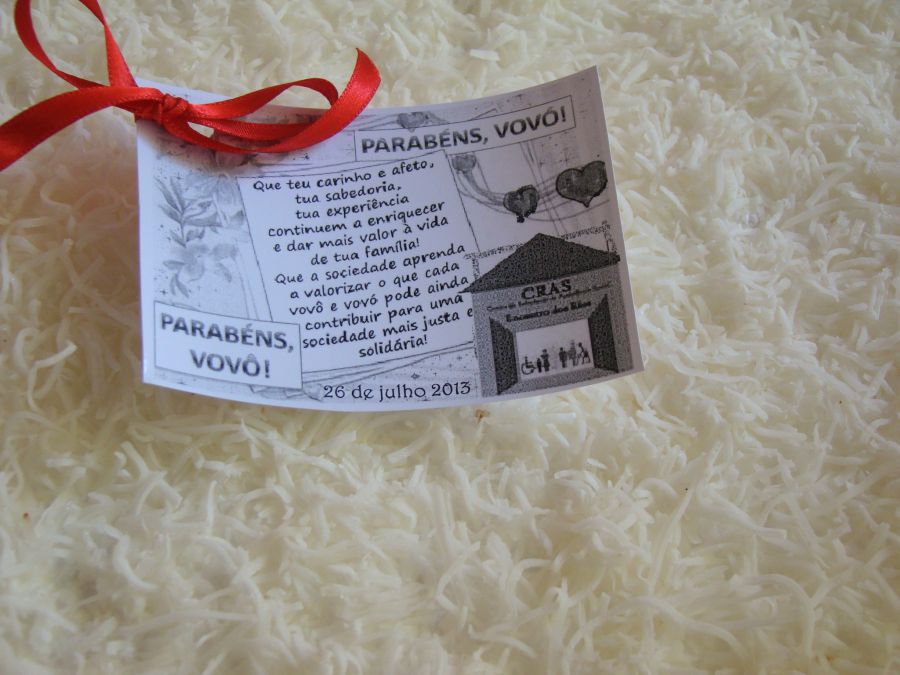 PARABÉNS, VOVÓ!
Que teu carinho e afeto,
tua sabedoria,
tua experiência
continuem a enriquecer
e dar mais valor à vida
de tua família!
Que a sociedade aprenda
a valorizar o que cada
vovô e vovó pode ainda
contribuir para uma
sociedade mais justa e
solidária!
PARABÉNS,
VOVÔ!
26 de julho 2013
CRAS
Encontro dos Rios